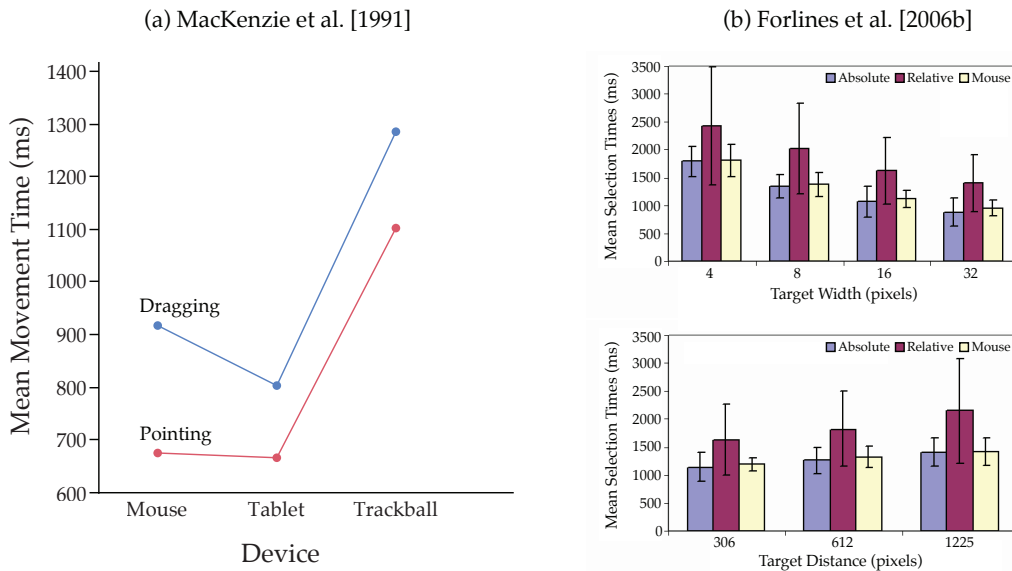 (a) MacKenzie et al. [1991]
Mean Movement Time (ms)
1400
1300
1200
1100
1000
900
800
700
600
Dragging
Pointing
Mouse Tablet Trackball
Device
(b) Forlines et al. [2006b]
Mean Selection Times (ms)
3500
3000
2500
2000
1500
1000
500
0
Absolute Relative Mouse
4 8 16 32
Target Width (pixels)
Mean Selection Times (ms)
3500
3000
2500
2000
1500
1000
500
0
Absolute Relative Mouse
306 612 1225
Target Distance (pixels)